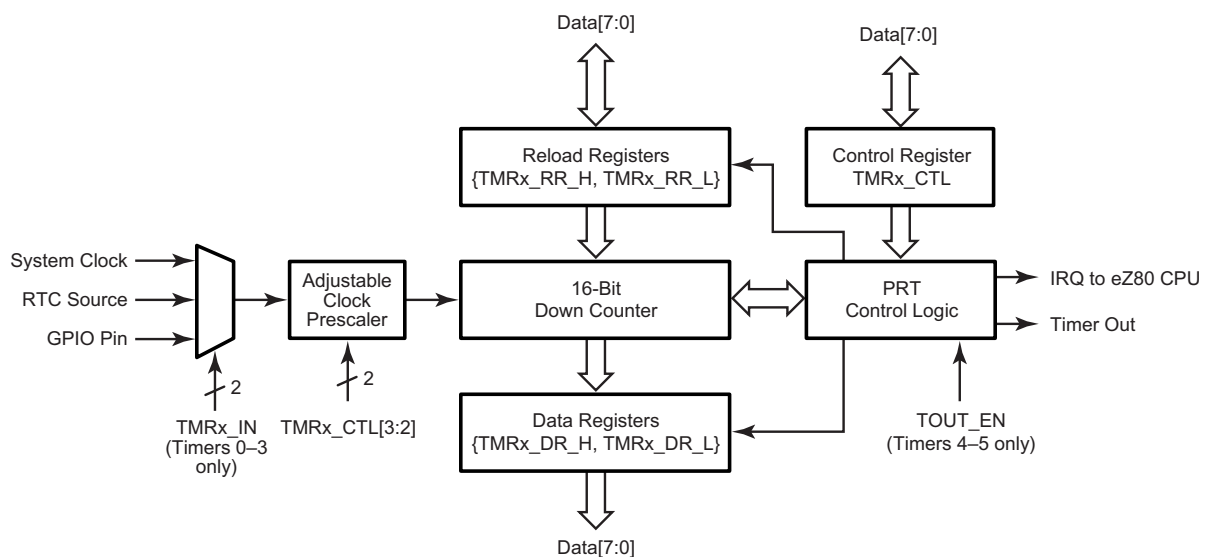 Data[7:0]
Data[7:0]
Reload Registers
{TMRx_RR_H, TMRx_RR_L}
Control Register
TMRx_CTL
System Clock
RTC Source
GPIO Pin
Adjustable
Clock
Prescaler
16-Bit
Down Counter
PRT
Control Logic
IRQ to eZ80 CPU
Timer Out
2
2
TMRx_IN
(Timers 0–3
only)
TMRx_CTL[3:2]
Data Registers
{TMRx_DR_H, TMRx_DR_L}
TOUT_EN
(Timers 4–5 only)
Data[7:0]